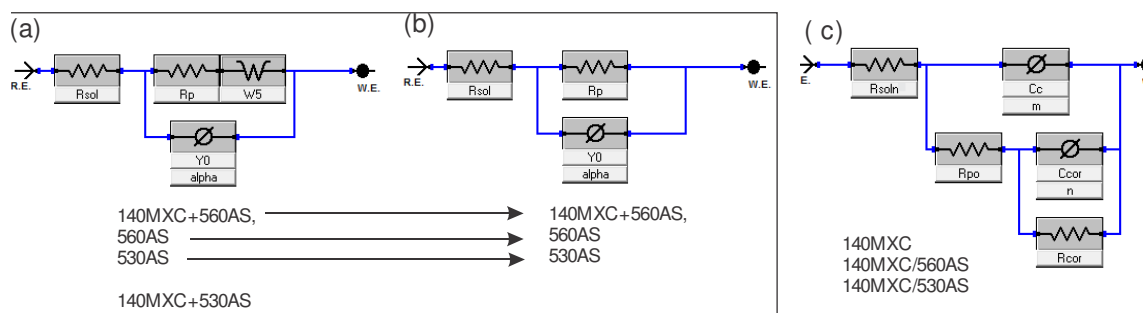 (a)
R.E.
Rsol
Rp
W5
W.E.
Y0
alpha
140MXC+560AS,
560AS
530AS
140MXC+530AS
(b)
R.E.
Rsol
Rp
W.E.
Y0
alpha
140MXC+560AS,
560AS
530AS
( c)
E.
Rsoln
Cc
m
Rpo
Ccor
n
Rcor
140MXC
140MXC/560AS
140MXC/530AS